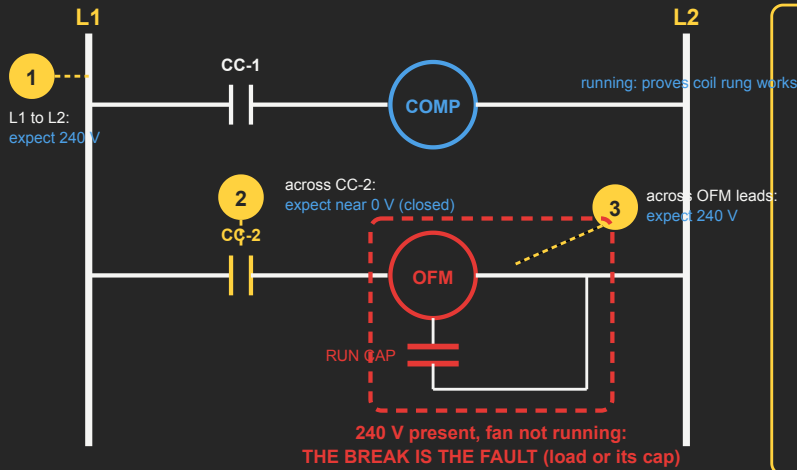 L1
L2
1
CC-1
COMP
running: proves coil rung works
L1 to L2:
expect 240 V
2
across CC-2:
expect near 0 V (closed)
3
across OFM leads:
expect 240 V
CC-2
OFM
RUN CAP
240 V present, fan not running:
THE BREAK IS THE FAULT (load or its cap)